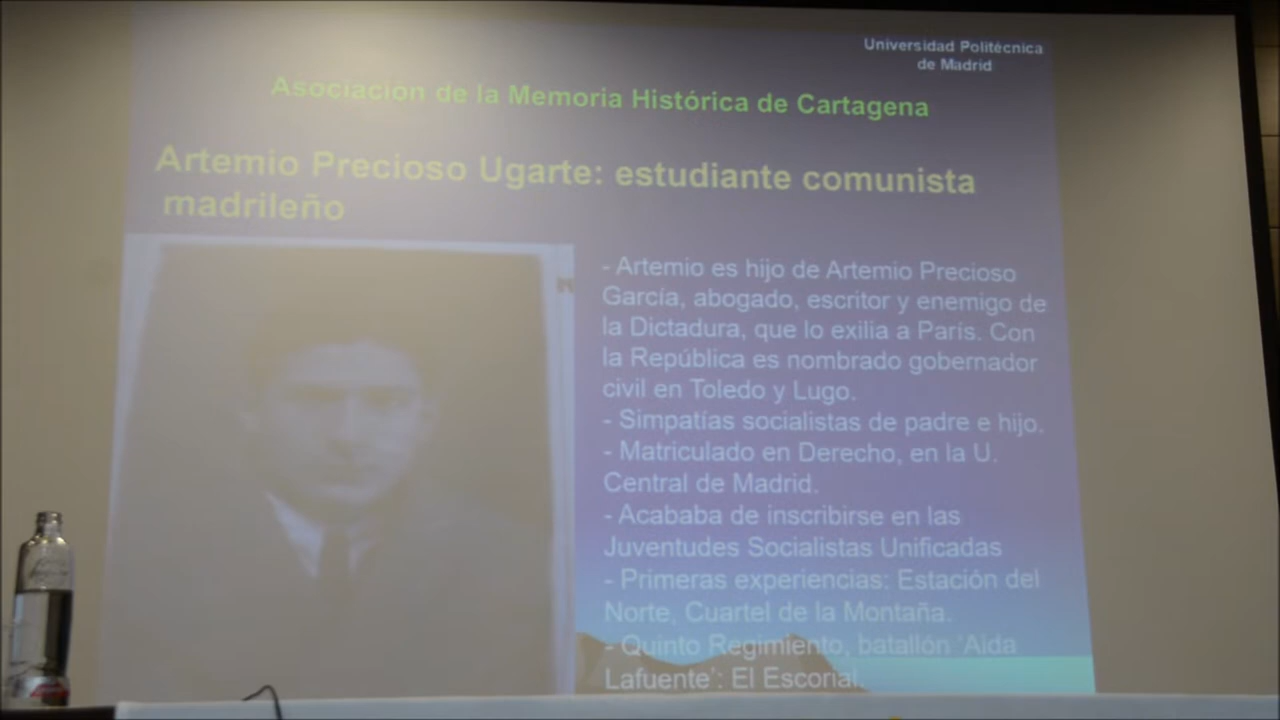 Universidad Politécnica
de Madrid
Asociación de la Memoria Histórica de Cartagena
Artemio Precioso Ugarte: estudiante comunista
madrileño
- Artemio es hijo de Artemio Precioso
García, abogado, escritor y enemigo de
la Dictadura, que lo exilia a París. Con
la República es nombrado gobernador
civil en Toledo y Lugo.
- Simpatías socialistas de padre e hijo.
- Matriculado en Derecho, en la U.
Central de Madrid.
- Acababa de inscribirse en las
Juventudes Socialistas Unificadas
- Primeras experiencias: Estación del
Norte, Cuartel de la Montaña.
- Quinto Regimiento, batallón ‘Aida
Lafuente’: El Escorial.